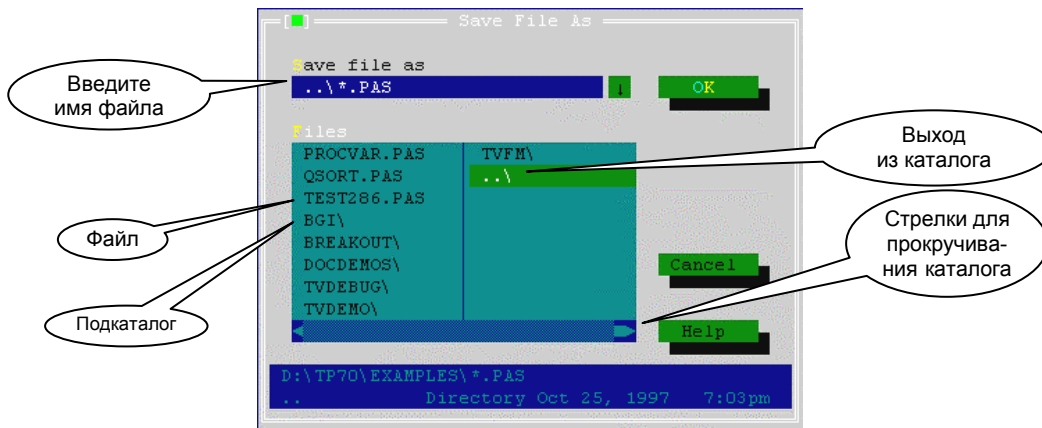 [■] Save File As
Save file as
..\*.PAS ↓ OK
Files
PROCVAR.PAS TVFM\
QSORT.PAS ..\
TEST286.PAS
BGI\
BREAKOUT\
DOCDEMOS\
TVDEBUG\
TVDEMO\
Cancel
Help
D:\TP70\EXAMPLES\*.PAS
.. Directory Oct 25, 1997 7:03pm
Введите
имя файла
Файл
Подкаталог
Выход
из каталога
Стрелки для
прокручива-
ния каталога